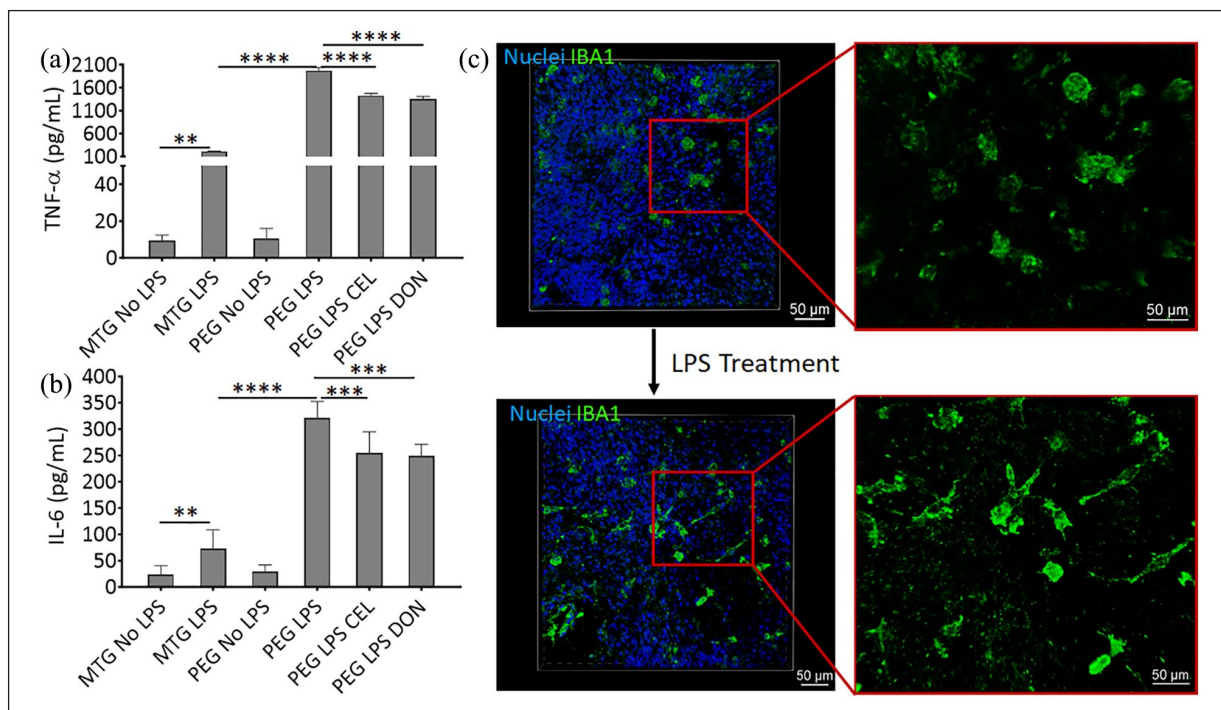 (a)
****
****
****
**
2100
1600
1100
600
100
40
20
0
TNF-α (pg/mL)
MTG No LPS
MTG LPS
PEG No LPS
PEG LPS
PEG LPS CEL
PEG LPS DON
(b)
***
****
***
**
400
350
300
250
200
150
100
50
0
IL-6 (pg/mL)
MTG No LPS
MTG LPS
PEG No LPS
PEG LPS
PEG LPS CEL
PEG LPS DON
(c)
Nuclei IBA1
50 µm
50 µm
LPS Treatment
Nuclei IBA1
50 µm
50 µm